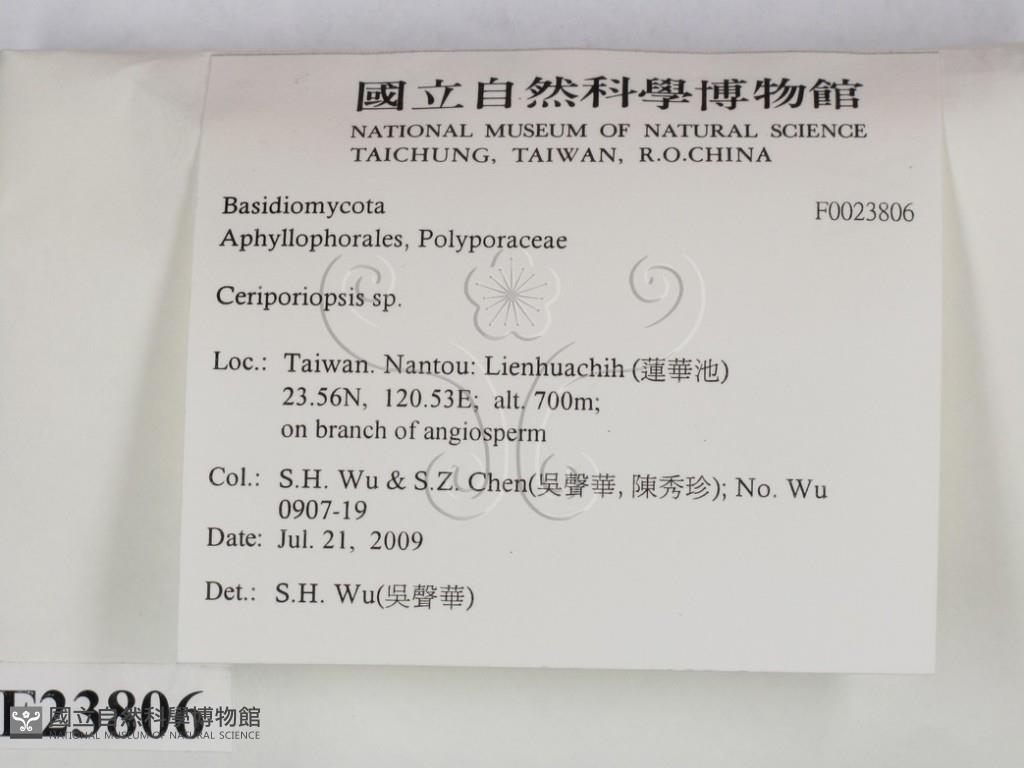 國立自然科學博物館
NATIONAL MUSEUM OF NATURAL SCIENCE
TAICHUNG, TAIWAN, R.O.CHINA
Basidiomycota
F0023806
Aphyllophorales, Polyporaceae
Ceriporiopsis sp.
Loc.: Taiwan. Nantou: Lienhuachih (蓮華池)
23.56N, 120.53E; alt. 700m;
on branch of angiosperm
Col.: S.H. Wu & S.Z. Chen(吳聲華, 陳秀珍); No. Wu
0907-19
Date: Jul. 21, 2009
Det.: S.H. Wu(吳聲華)
F23806
國立自然科學博物館
NATIONAL MUSEUM OF NATURAL SCIENCE